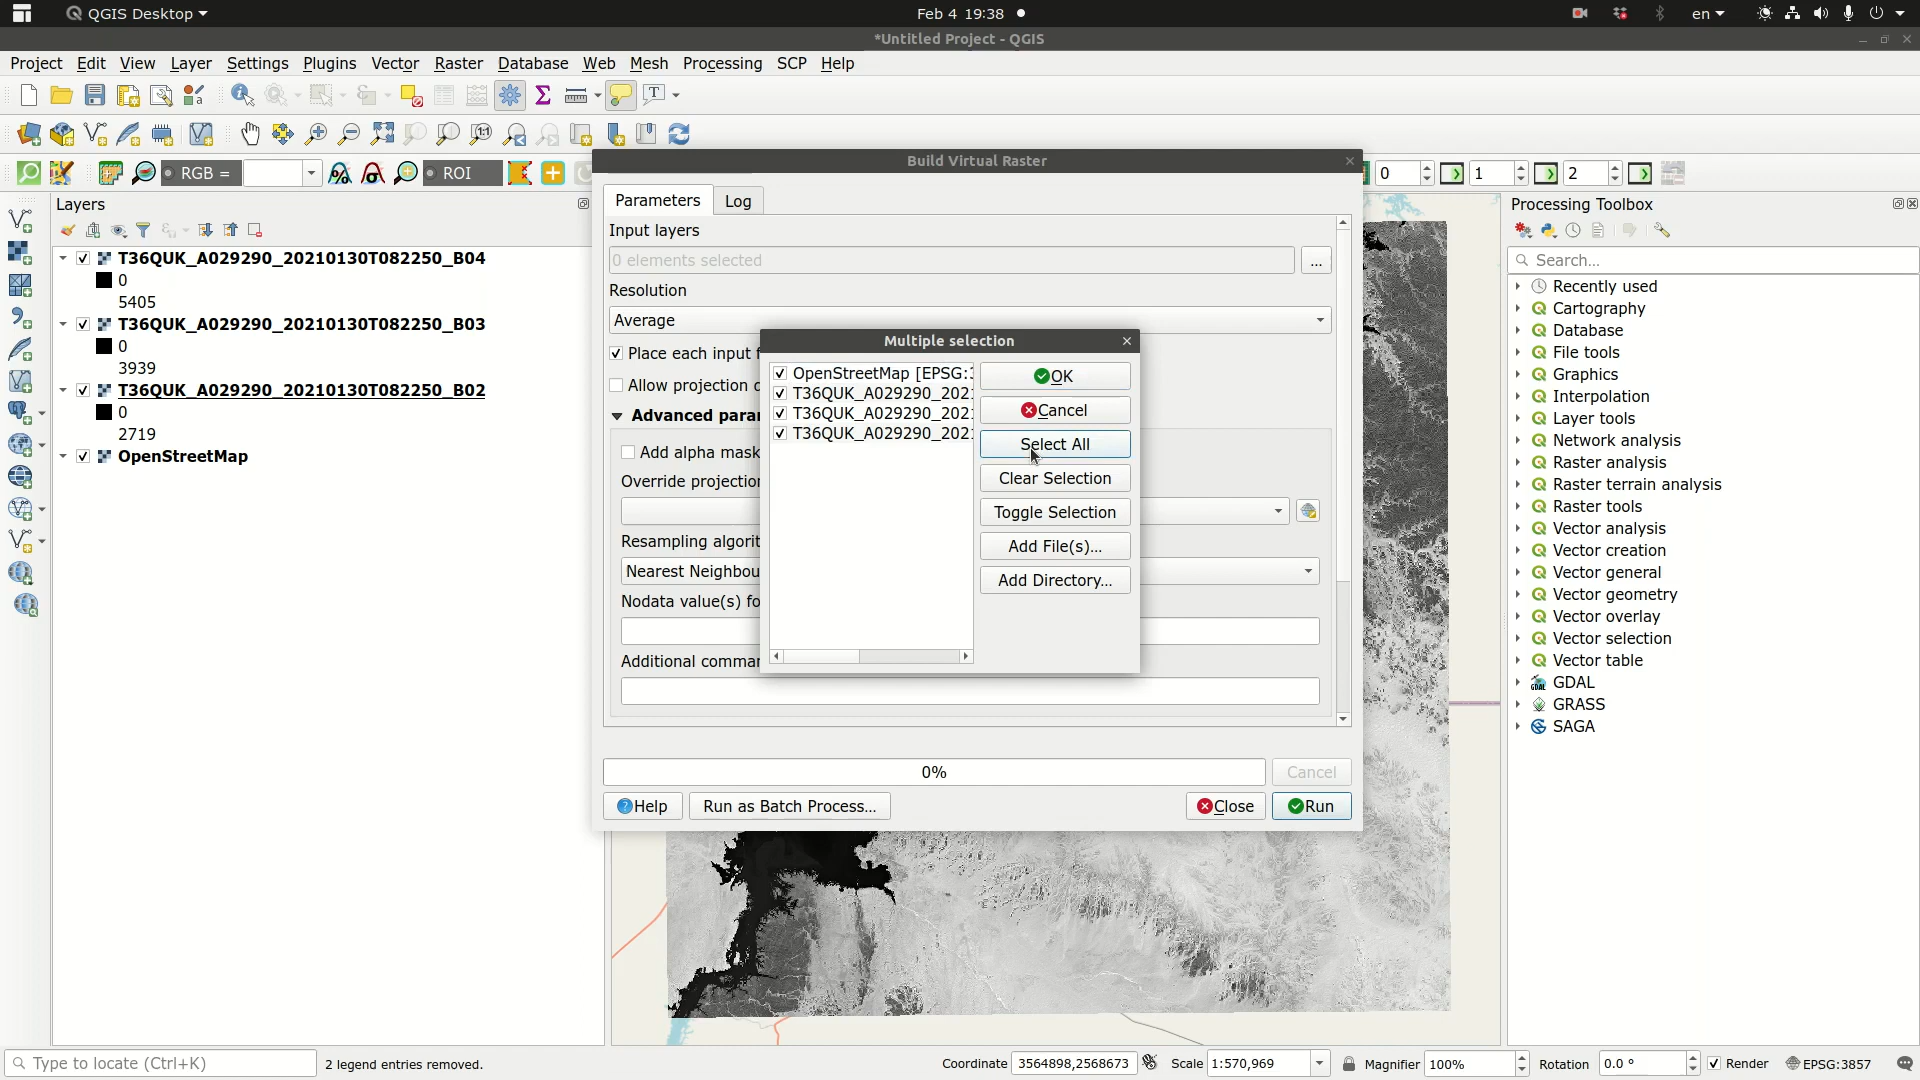 QGIS Desktop
Feb 4 19:38
en
*Untitled Project - QGIS
Project Edit View Layer Settings Plugins Vector Raster Database Web Mesh Processing SCP Help
RGB =
ROI
0
1
2
Layers
T36QUK_A029290_20210130T082250_B04
0
5405
T36QUK_A029290_20210130T082250_B03
0
3939
T36QUK_A029290_20210130T082250_B02
0
2719
OpenStreetMap
Build Virtual Raster
Parameters Log
Input layers
0 elements selected
...
Resolution
Average
Place each input f
Allow projection d
Advanced para
Add alpha mask
Override projection
Resampling algorit
Nearest Neighbou
Nodata value(s) fo
Additional comman
0%
Cancel
Help Run as Batch Process... Close Run
Multiple selection
OpenStreetMap [EPSG:3
T36QUK_A029290_2021
T36QUK_A029290_2021
T36QUK_A029290_2021
OK
Cancel
Select All
Clear Selection
Toggle Selection
Add File(s)...
Add Directory...
Processing Toolbox
Search...
Recently used
Cartography
Database
File tools
Graphics
Interpolation
Layer tools
Network analysis
Raster analysis
Raster terrain analysis
Raster tools
Vector analysis
Vector creation
Vector general
Vector geometry
Vector overlay
Vector selection
Vector table
GDAL
GRASS
SAGA
Type to locate (Ctrl+K) 2 legend entries removed. Coordinate 3564898,2568673 Scale 1:570,969 Magnifier 100% Rotation 0.0 ° Render EPSG:3857